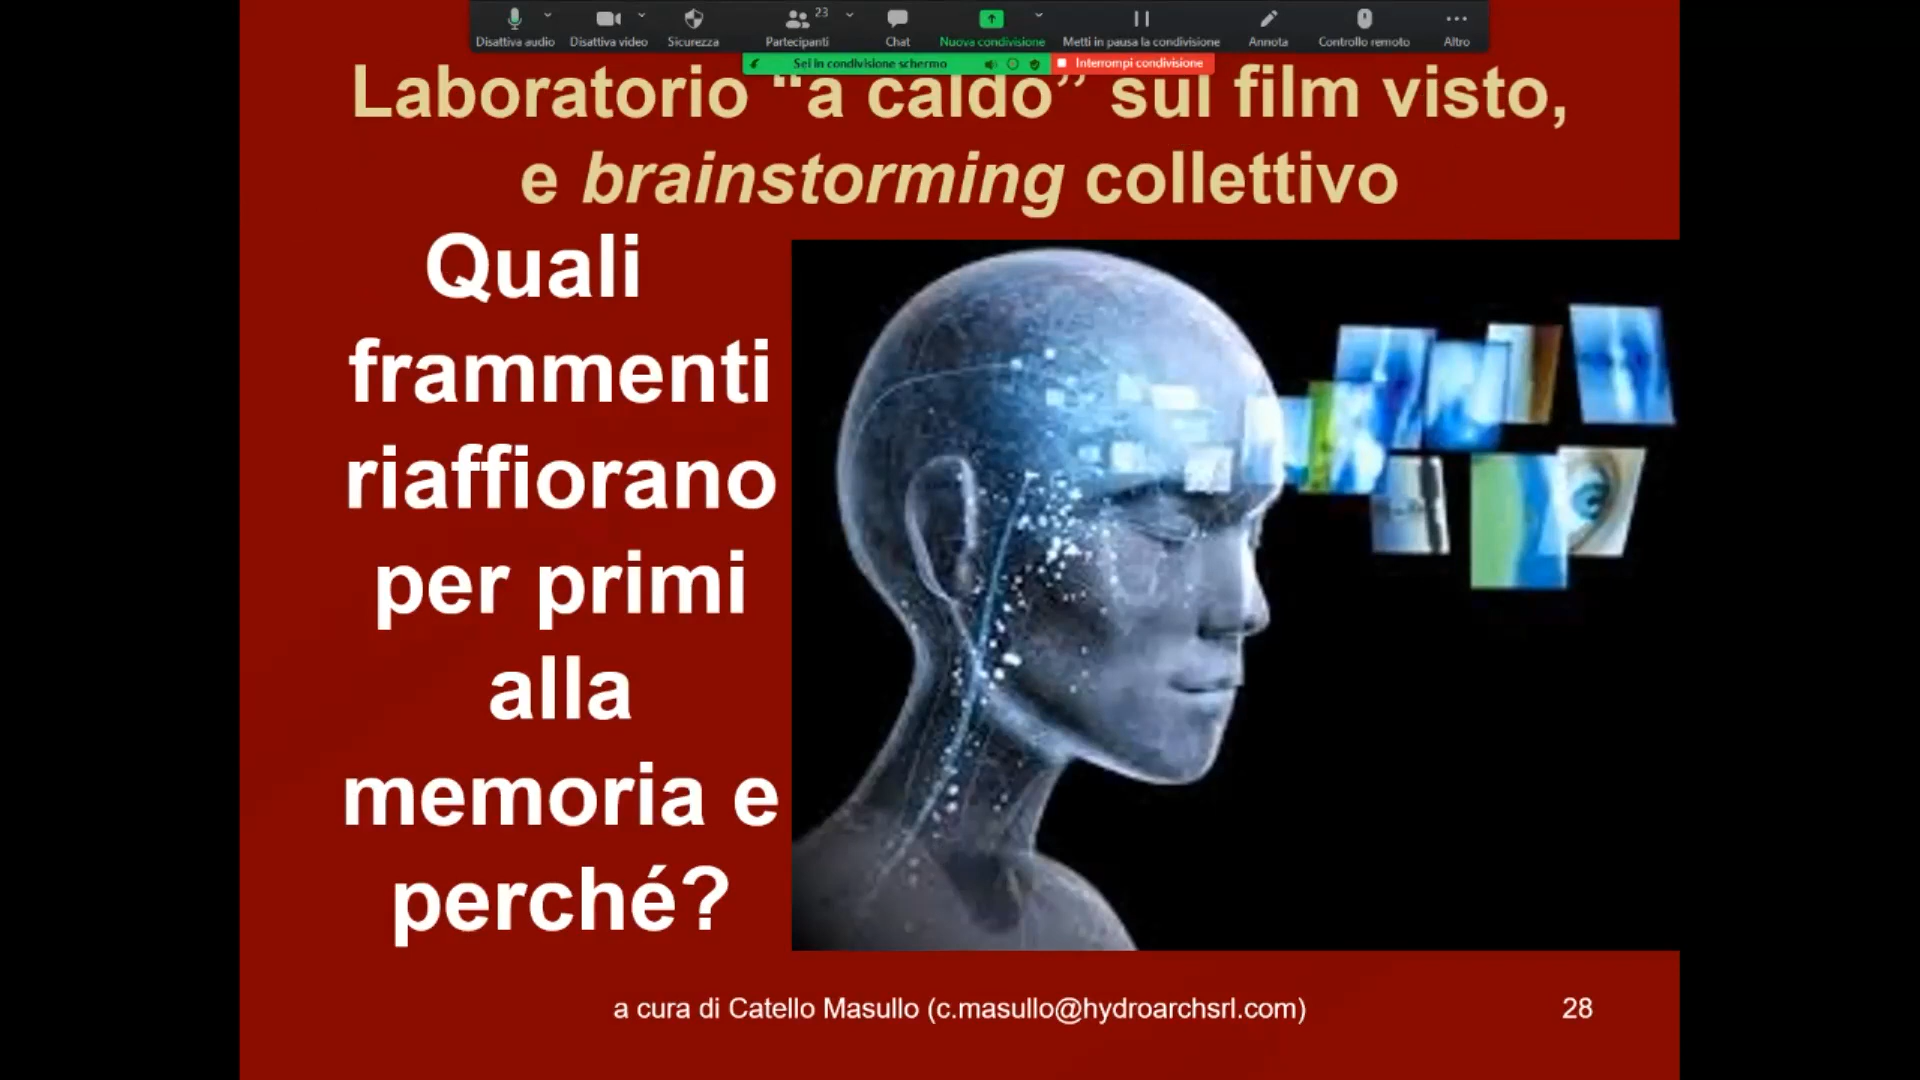 23
Disattiva audio Disattiva video Sicurezza Partecipanti Chat Nuova condivisione Metti in pausa la condivisione Annota Controllo remoto Altro
Sei in condivisione schermo Interrompi condivisione
Laboratorio “a caldo” sul film visto,
e brainstorming collettivo
Quali
frammenti
riaffiorano
per primi
alla
memoria e
perché?
a cura di Catello Masullo (c.masullo@hydroarchsrl.com) 28